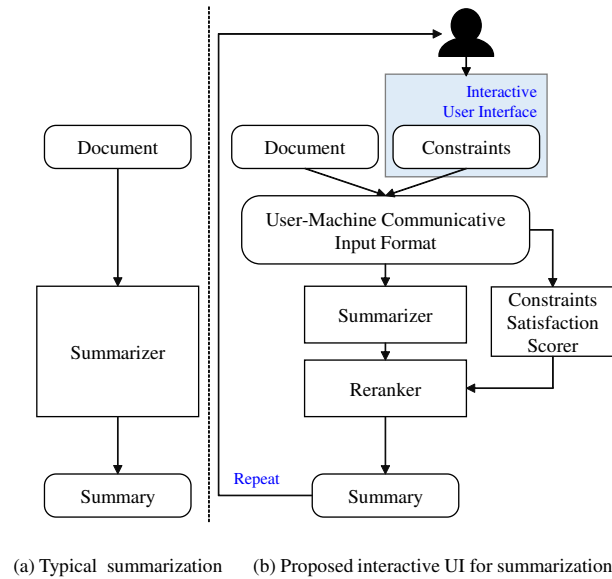 Document
Summarizer
Summary
(a) Typical summarization
Interactive
User Interface
Document
Constraints
User-Machine Communicative
Input Format
Summarizer
Constraints
Satisfaction
Scorer
Reranker
Repeat
Summary
(b) Proposed interactive UI for summarization